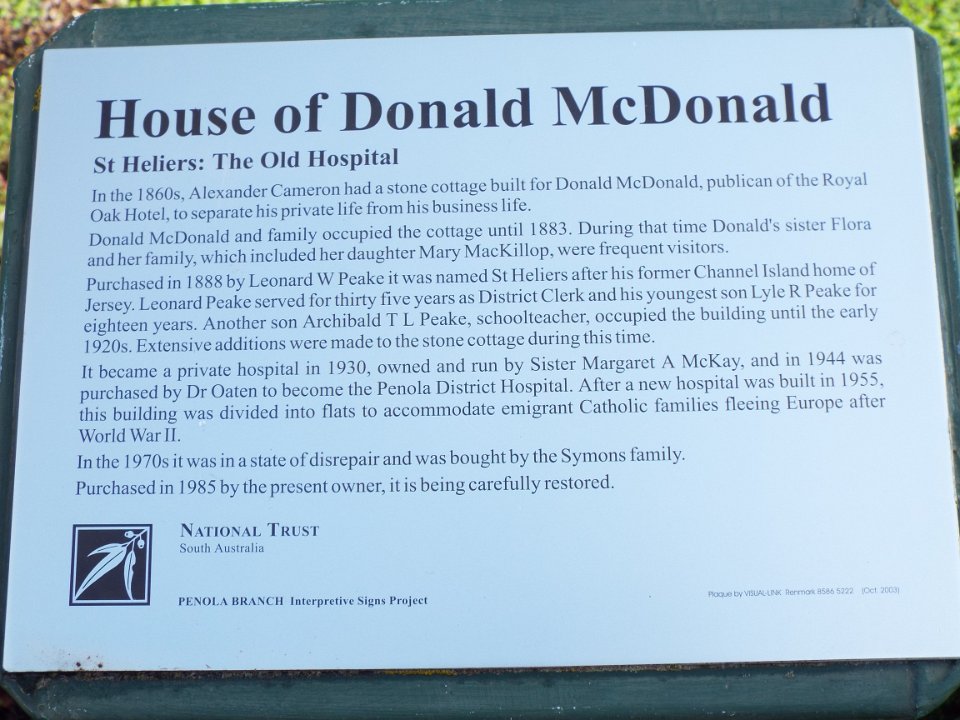 House of Donald McDonald
St Heliers: The Old Hospital
In the 1860s, Alexander Cameron had a stone cottage built for Donald McDonald, publican of the Royal
Oak Hotel, to separate his private life from his business life.
Donald McDonald and family occupied the cottage until 1883. During that time Donald's sister Flora
and her family, which included her daughter Mary MacKillop, were frequent visitors.
Purchased in 1888 by Leonard W Peake it was named St Heliers after his former Channel Island home of
Jersey. Leonard Peake served for thirty five years as District Clerk and his youngest son Lyle R Peake for
eighteen years. Another son Archibald T L Peake, schoolteacher, occupied the building until the early
1920s. Extensive additions were made to the stone cottage during this time.
It became a private hospital in 1930, owned and run by Sister Margaret A McKay, and in 1944 was
purchased by Dr Oaten to become the Penola District Hospital. After a new hospital was built in 1955,
this building was divided into flats to accommodate emigrant Catholic families fleeing Europe after
World War II.
In the 1970s it was in a state of disrepair and was bought by the Symons family.
Purchased in 1985 by the present owner, it is being carefully restored.
NATIONAL TRUST
South Australia
PENOLA BRANCH Interpretive Signs Project
Plaque by VISUAL-LINK Renmark 8586 5222 (Oct. 2003)